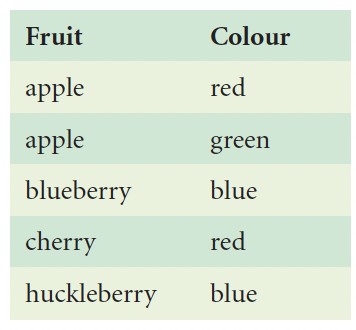 Fruit Colour
apple red
apple green
blueberry blue
cherry red
huckleberry blue